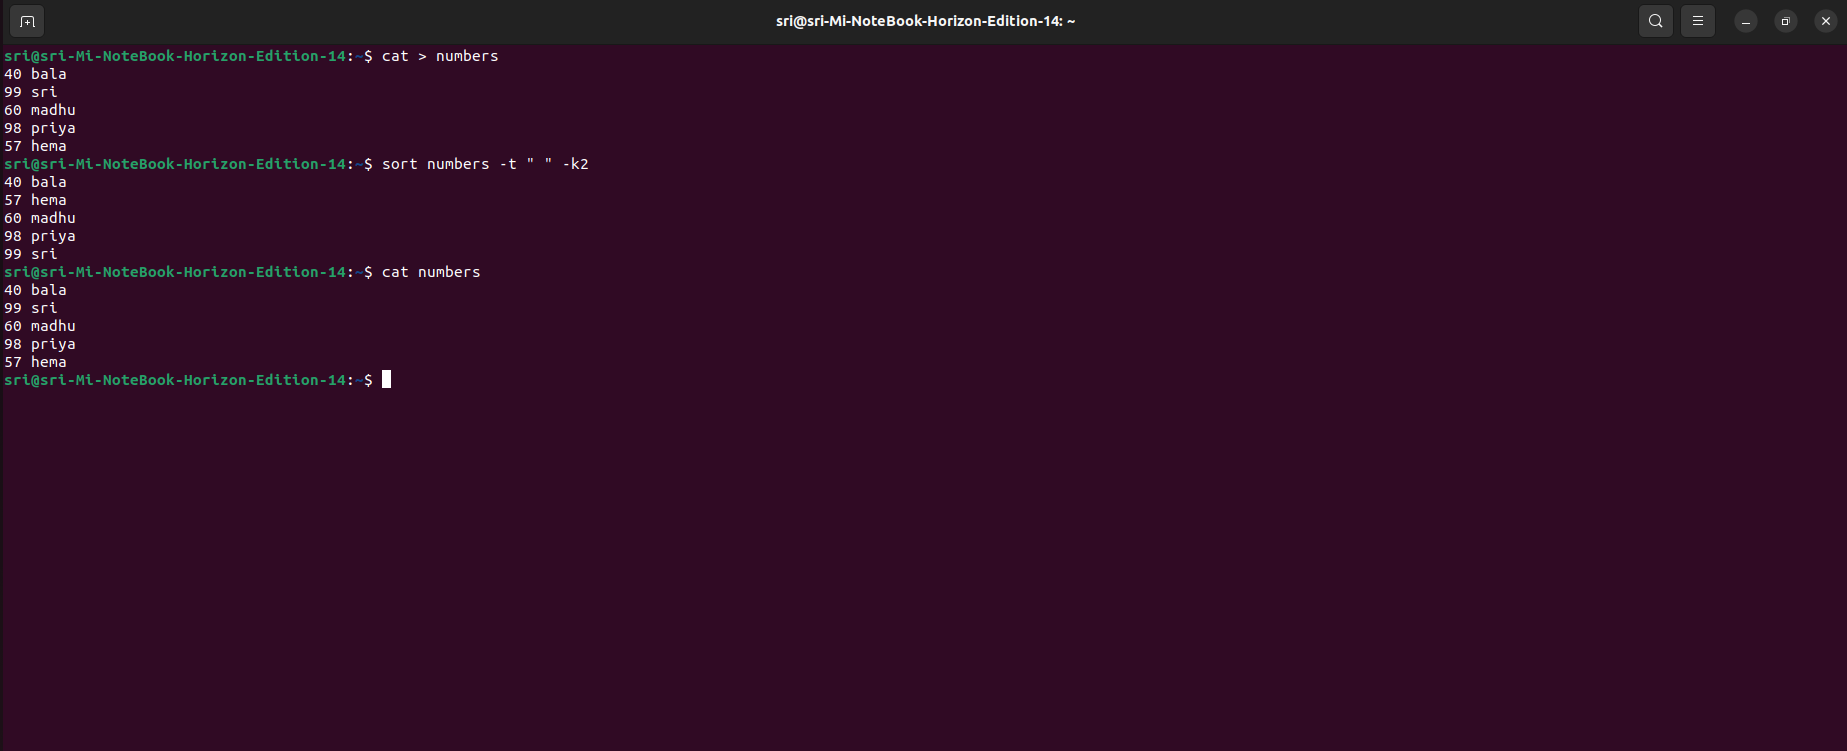 sri@sri-Mi-NoteBook-Horizon-Edition-14: ~
sri@sri-Mi-NoteBook-Horizon-Edition-14:~$ cat > numbers
40 bala
99 sri
60 madhu
98 priya
57 hema
sri@sri-Mi-NoteBook-Horizon-Edition-14:~$ sort numbers -t " " -k2
40 bala
57 hema
60 madhu
98 priya
99 sri
sri@sri-Mi-NoteBook-Horizon-Edition-14:~$ cat numbers
40 bala
99 sri
60 madhu
98 priya
57 hema
sri@sri-Mi-NoteBook-Horizon-Edition-14:~$